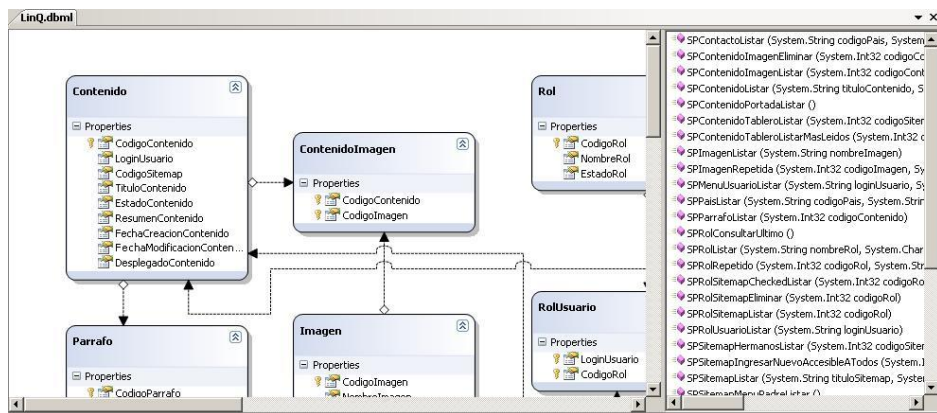 LinQ.dbml
Contenido
Properties
CodigoContenido
LoginUsuario
CodigoSitemap
TituloContenido
EstadoContenido
ResumenContenido
FechaCreacionContenido
FechaModificacionConten...
DesplegadoContenido
ContenidoImagen
Properties
CodigoContenido
CodigoImagen
Rol
Properties
CodigoRol
NombreRol
EstadoRol
Parrafo
Properties
CodigoParrafo
Imagen
Properties
CodigoImagen
NombreImagen
RolUsuario
Properties
LoginUsuario
CodigoRol
SPContactoListar (System.String codigoPais, System
SPContenidoImagenEliminar (System.Int32 codigoCo
SPContenidoImagenListar (System.Int32 codigoCont
SPContenidoListar (System.String tituloContenido, S
SPContenidoPortadaListar ()
SPContenidoTableroListar (System.Int32 codigoSiter
SPContenidoTableroListarMasLeidos (System.Int32 c
SPImagenListar (System.String nombreImagen)
SPImagenRepetida (System.Int32 codigoImagen, Sy
SPMenuUsuarioListar (System.String loginUsuario, Sy
SPPaisListar (System.String codigoPais, System.Strin
SPParrafoListar (System.Int32 codigoContenido)
SPRolConsultarUltimo ()
SPRolListar (System.String nombreRol, System.Char
SPRolRepetido (System.Int32 codigoRol, System.Str
SPRolSitemapCheckedListar (System.Int32 codigoRo
SPRolSitemapEliminar (System.Int32 codigoRol)
SPRolSitemapListar (System.Int32 codigoRol)
SPRolUsuarioListar (System.String loginUsuario)
SPSitemapHermanosListar (System.Int32 codigoSiter
SPSitemapIngresarNuevoAccesibleATodos (System.I
SPSitemapListar (System.String tituloSitemap, Syster
SPSitemapMenuPadreListar ()